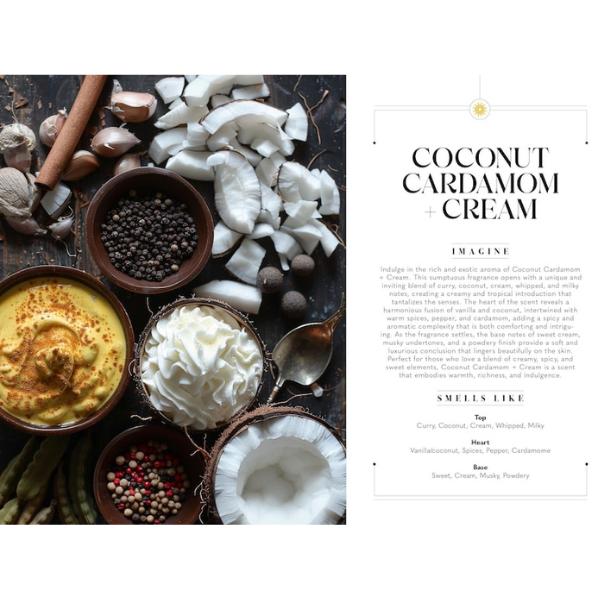 COCONUT
CARDAMOM
+ CREAM
IMAGINE
Indulge in the rich and exotic aroma of Coconut Cardamom
+ Cream. This sumptuous fragrance opens with a unique and
inviting blend of curry, coconut, cream, whipped, and milky
notes, creating a creamy and tropical introduction that
tantalizes the senses. The heart of the scent reveals a
harmonious fusion of vanilla and coconut, intertwined with
warm spices, pepper, and cardamom, adding a spicy and
aromatic complexity that is both comforting and intrigu-
ing. As the fragrance settles, the base notes of sweet cream,
musky undertones, and a powdery finish provide a soft and
luxurious conclusion that lingers beautifully on the skin.
Perfect for those who love a blend of creamy, spicy, and
sweet elements, Coconut Cardamom + Cream is a scent
that embodies warmth, richness, and indulgence.
SMELLS LIKE
Top
Curry, Coconut, Cream, Whipped, Milky
Heart
Vanillalcoconut, Spices, Pepper, Cardamome
Base
Sweet, Cream, Musky, Powdery